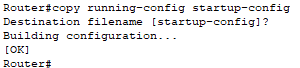 Router#copy running-config startup-config
Destination filename [startup-config]?
Building configuration...
[OK]
Router#